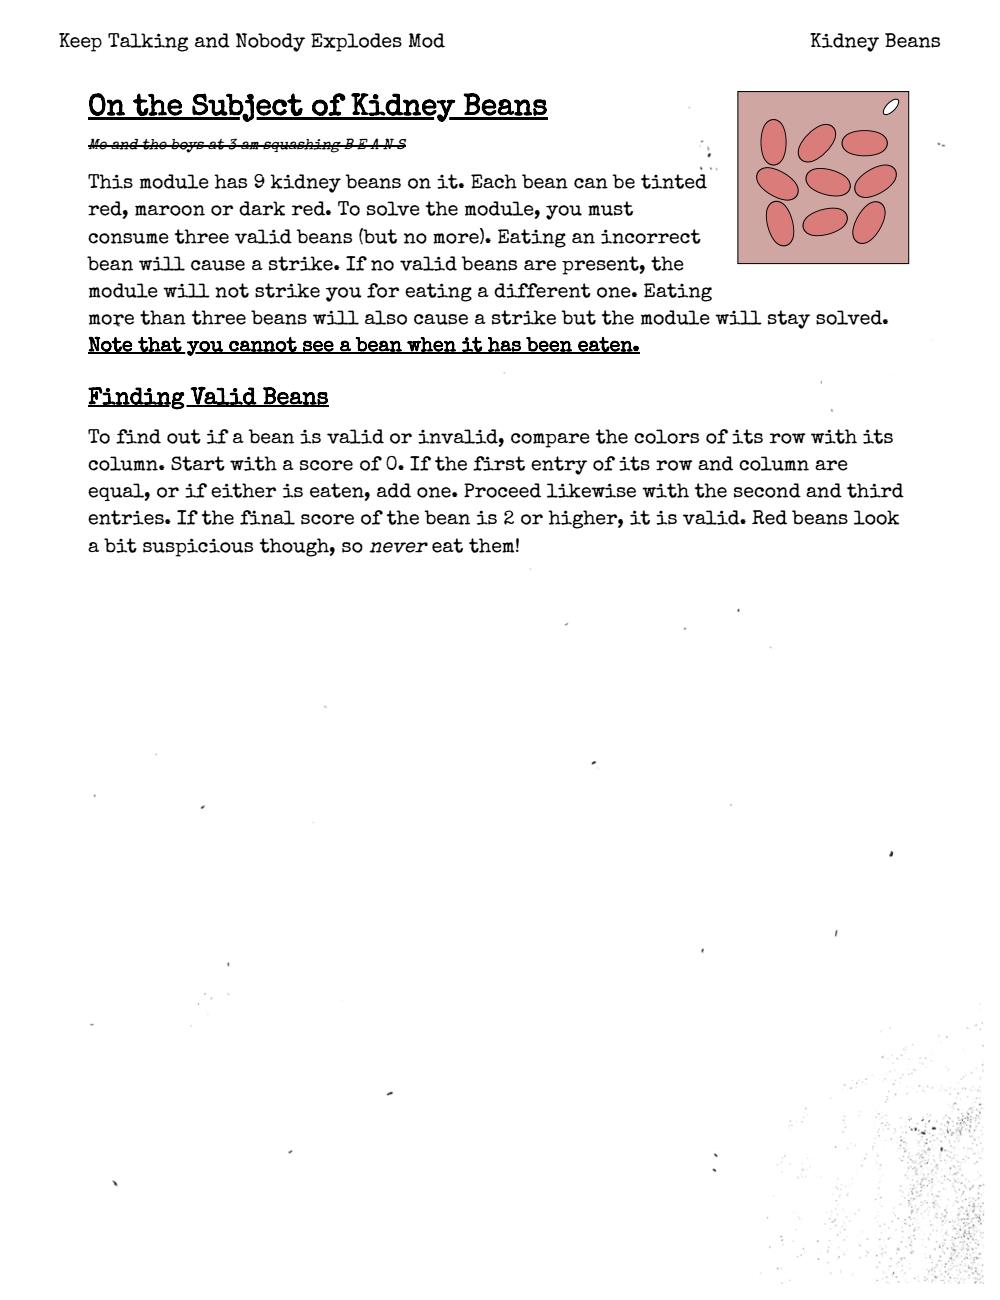 Keep Talking and Nobody Explodes Mod
Kidney Beans
On the Subject of Kidney Beans
Me and the boys at 3 am squashing B E A N S
This module has 9 kidney beans on it. Each bean can be tinted
red, maroon or dark red. To solve the module, you must
consume three valid beans (but no more). Eating an incorrect
bean will cause a strike. If no valid beans are present, the
module will not strike you for eating a different one. Eating
more than three beans will also cause a strike but the module will stay solved.
Note that you cannot see a bean when it has been eaten.
Finding Valid Beans
To find out if a bean is valid or invalid, compare the colors of its row with its
column. Start with a score of 0. If the first entry of its row and column are
equal, or if either is eaten, add one. Proceed likewise with the second and third
entries. If the final score of the bean is 2 or higher, it is valid. Red beans look
a bit suspicious though, so never eat them!